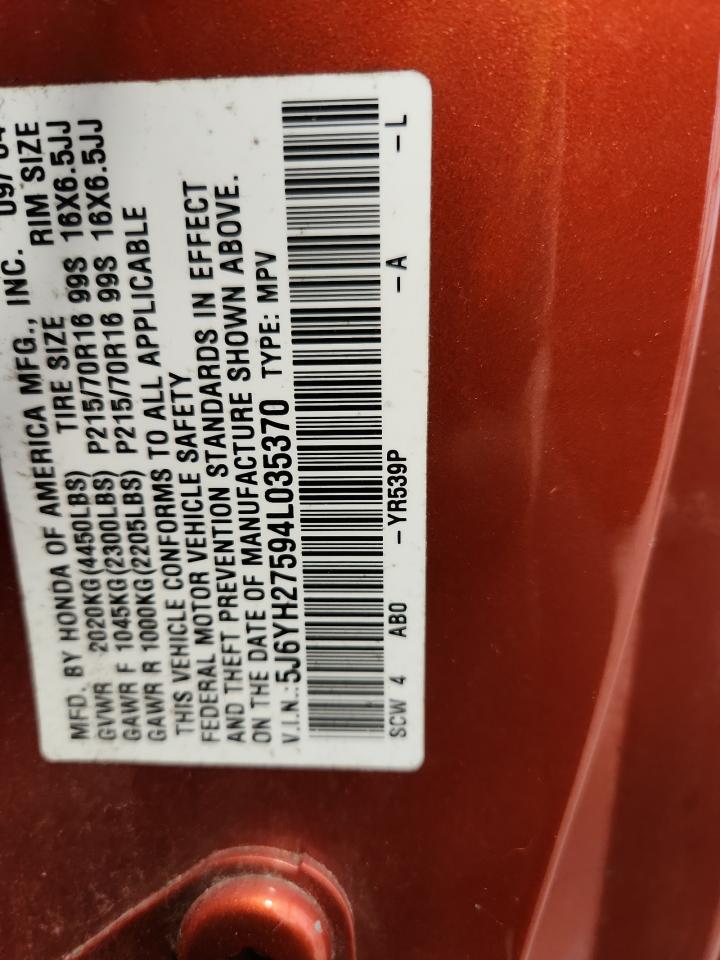 MFD. BY HONDA OF AMERICA MFG., INC. 09/04
GVWR 2020KG(4450LBS) TIRE SIZE RIM SIZE
GAWR F 1045KG(2300LBS) P215/70R16 99S 16X6.5JJ
GAWR R 1000KG(2205LBS) P215/70R16 99S 16X6.5JJ
THIS VEHICLE CONFORMS TO ALL APPLICABLE
FEDERAL MOTOR VEHICLE SAFETY
AND THEFT PREVENTION STANDARDS IN EFFECT
ON THE DATE OF MANUFACTURE SHOWN ABOVE.
V.I.N.:5J6YH27594L035370 TYPE: MPV
SCW 4 AB0 -YR539P -A -L